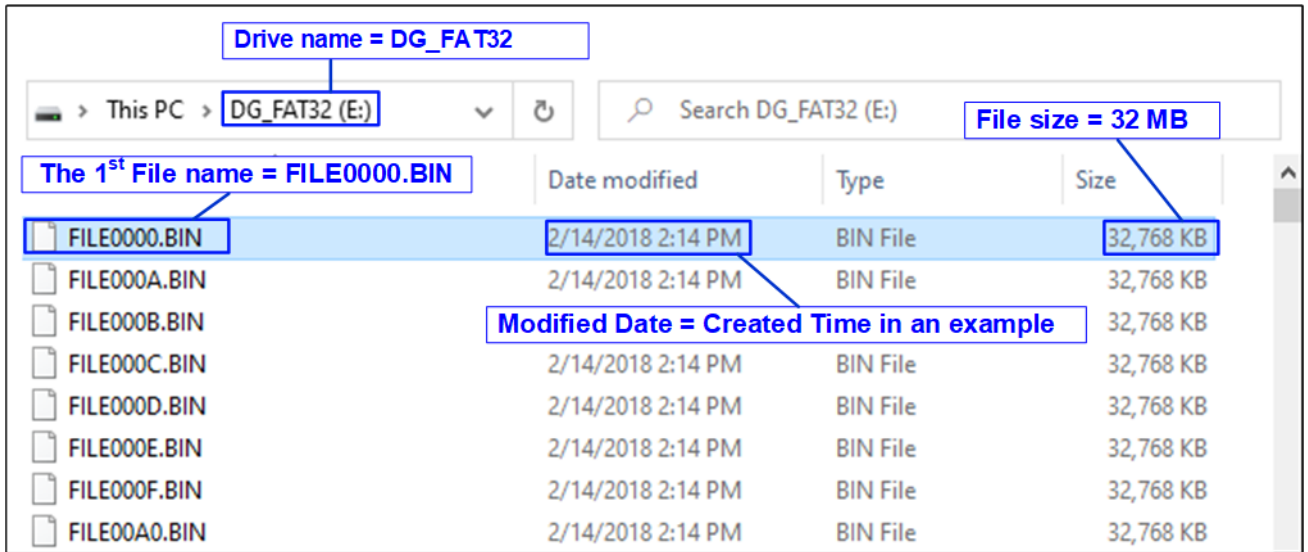 Drive name = DG_FAT32
This PC > DG_FAT32 (E:)
Search DG_FAT32 (E:)
File size = 32 MB
The 1st File name = FILE0000.BIN
Date modified Type Size
FILE0000.BIN 2/14/2018 2:14 PM BIN File 32,768 KB
FILE000A.BIN 2/14/2018 2:14 PM BIN File 32,768 KB
Modified Date = Created Time in an example
FILE000B.BIN 32,768 KB
FILE000C.BIN 2/14/2018 2:14 PM BIN File 32,768 KB
FILE000D.BIN 2/14/2018 2:14 PM BIN File 32,768 KB
FILE000E.BIN 2/14/2018 2:14 PM BIN File 32,768 KB
FILE000F.BIN 2/14/2018 2:14 PM BIN File 32,768 KB
FILE00A0.BIN 2/14/2018 2:14 PM BIN File 32,768 KB